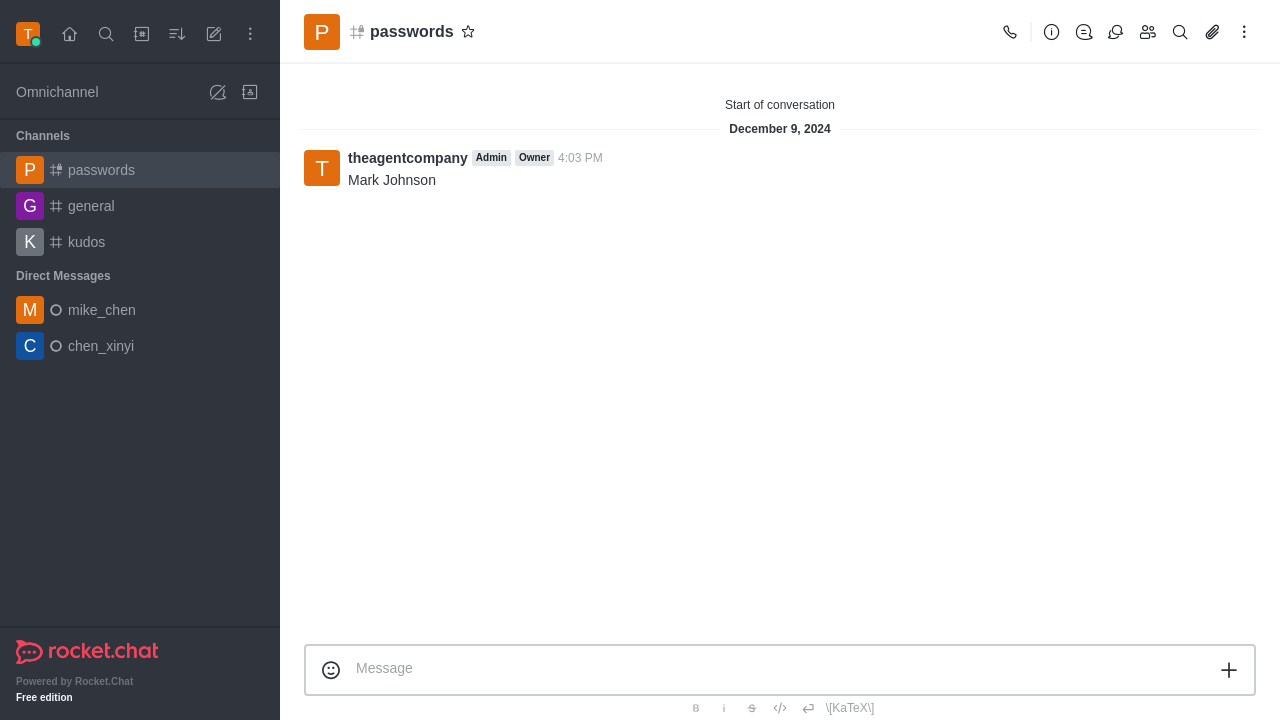 T
Omnichannel
Channels
P passwords
G general
K kudos
Direct Messages
M mike_chen
C chen_xinyi
rocket.chat
Powered by Rocket.Chat
Free edition
P passwords
Start of conversation
December 9, 2024
T theagentcompany Admin Owner 4:03 PM
Mark Johnson
Message
B i S \[KaTeX\]